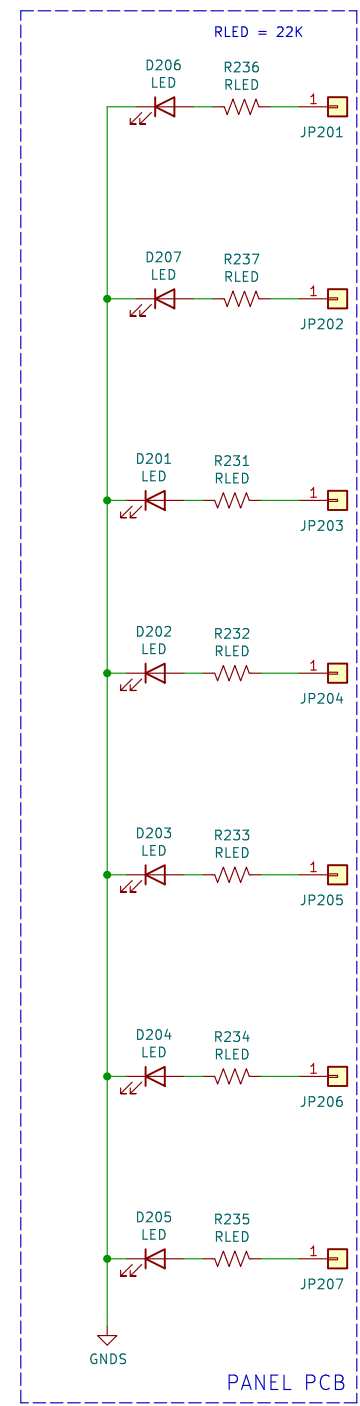 RLED = 22K
D206
LED
R236
RLED
1
JP201
D207
LED
R237
RLED
1
JP202
D201
LED
R231
RLED
1
JP203
D202
LED
R232
RLED
1
JP204
D203
LED
R233
RLED
1
JP205
D204
LED
R234
RLED
1
JP206
D205
LED
R235
RLED
1
JP207
GNDS
PANEL PCB